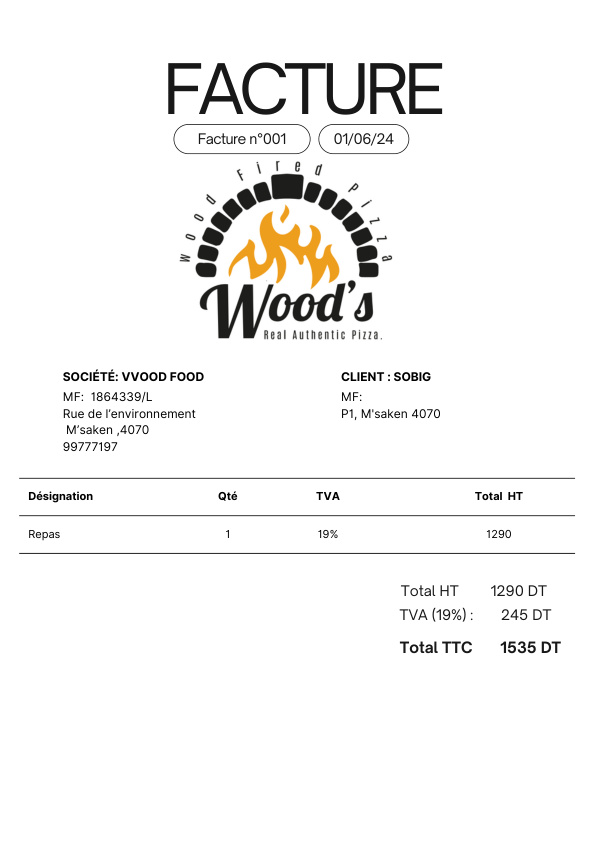 FACTURE
Facture n°001 01/06/24
Wood Fired Pizza
Wood's
Real Authentic Pizza.
SOCIÉTÉ: VVOOD FOOD CLIENT : SOBIG
MF: 1864339/L MF:
Rue de l'environnement P1, M'saken 4070
M'saken ,4070
99777197
Désignation Qté TVA Total HT
Repas 1 19% 1290
Total HT 1290 DT
TVA (19%) : 245 DT
Total TTC 1535 DT